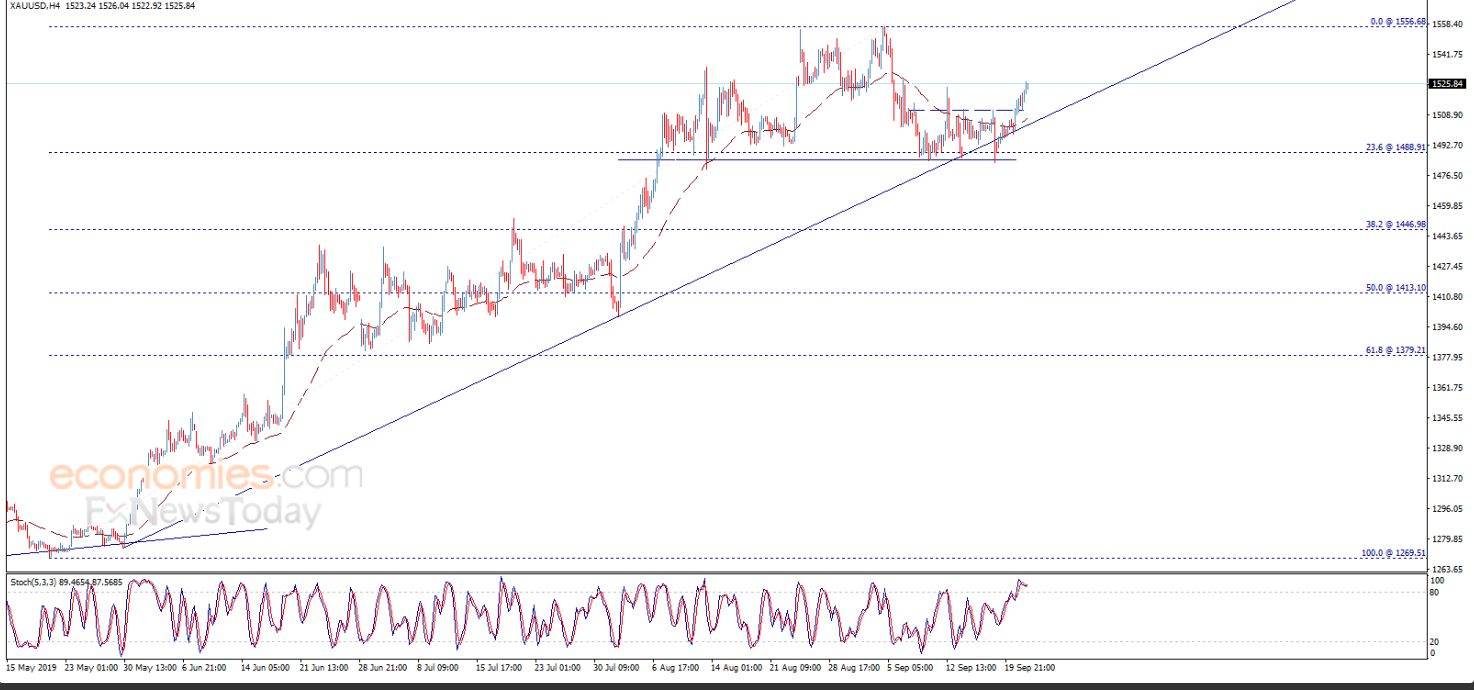 XAUUSD,H4 1523.24 1526.04 1522.92 1525.84
0.0 @ 1556.68
1558.40
1541.75
1525.84
1508.90
23.6 @ 1488.91
1492.70
1476.50
1459.85
38.2 @ 1446.98
1443.65
1427.45
50.0 @ 1413.10
1410.80
1394.60
61.8 @ 1379.21
1377.95
1361.75
1345.55
1328.90
1312.70
1296.05
1279.85
100.0 @ 1269.51
1263.65
economies.com
FxNewsToday
Stoch(5,3,3) 89.4654 87.5685
100
80
20
0
15 May 2019 23 May 01:00 30 May 13:00 6 Jun 21:00 14 Jun 05:00 21 Jun 13:00 28 Jun 21:00 8 Jul 09:00 15 Jul 17:00 23 Jul 01:00 30 Jul 09:00 6 Aug 17:00 14 Aug 01:00 21 Aug 09:00 28 Aug 17:00 5 Sep 05:00 12 Sep 13:00 19 Sep 21:00